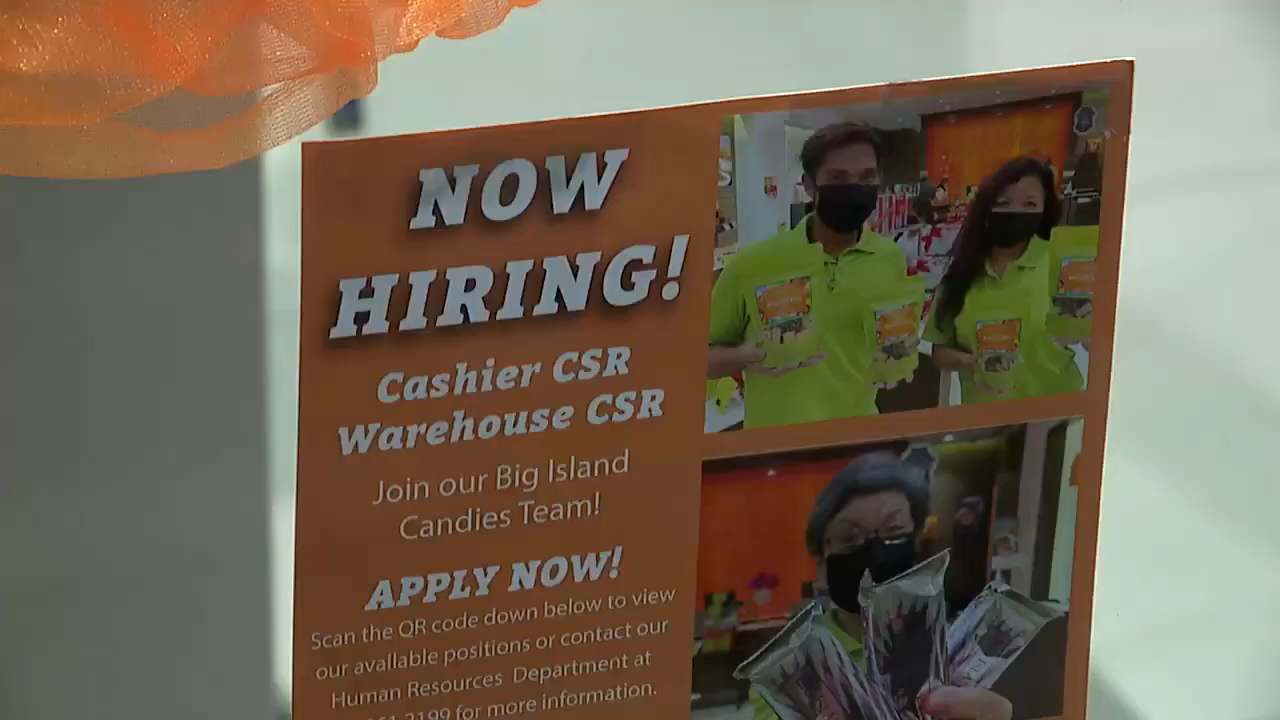 NOW
HIRING!
Cashier CSR
Warehouse CSR
Join our Big Island
Candies Team!
APPLY NOW!
Scan the QR code down below to view
our available positions or contact our
Human Resources Department at
2199 for more information.